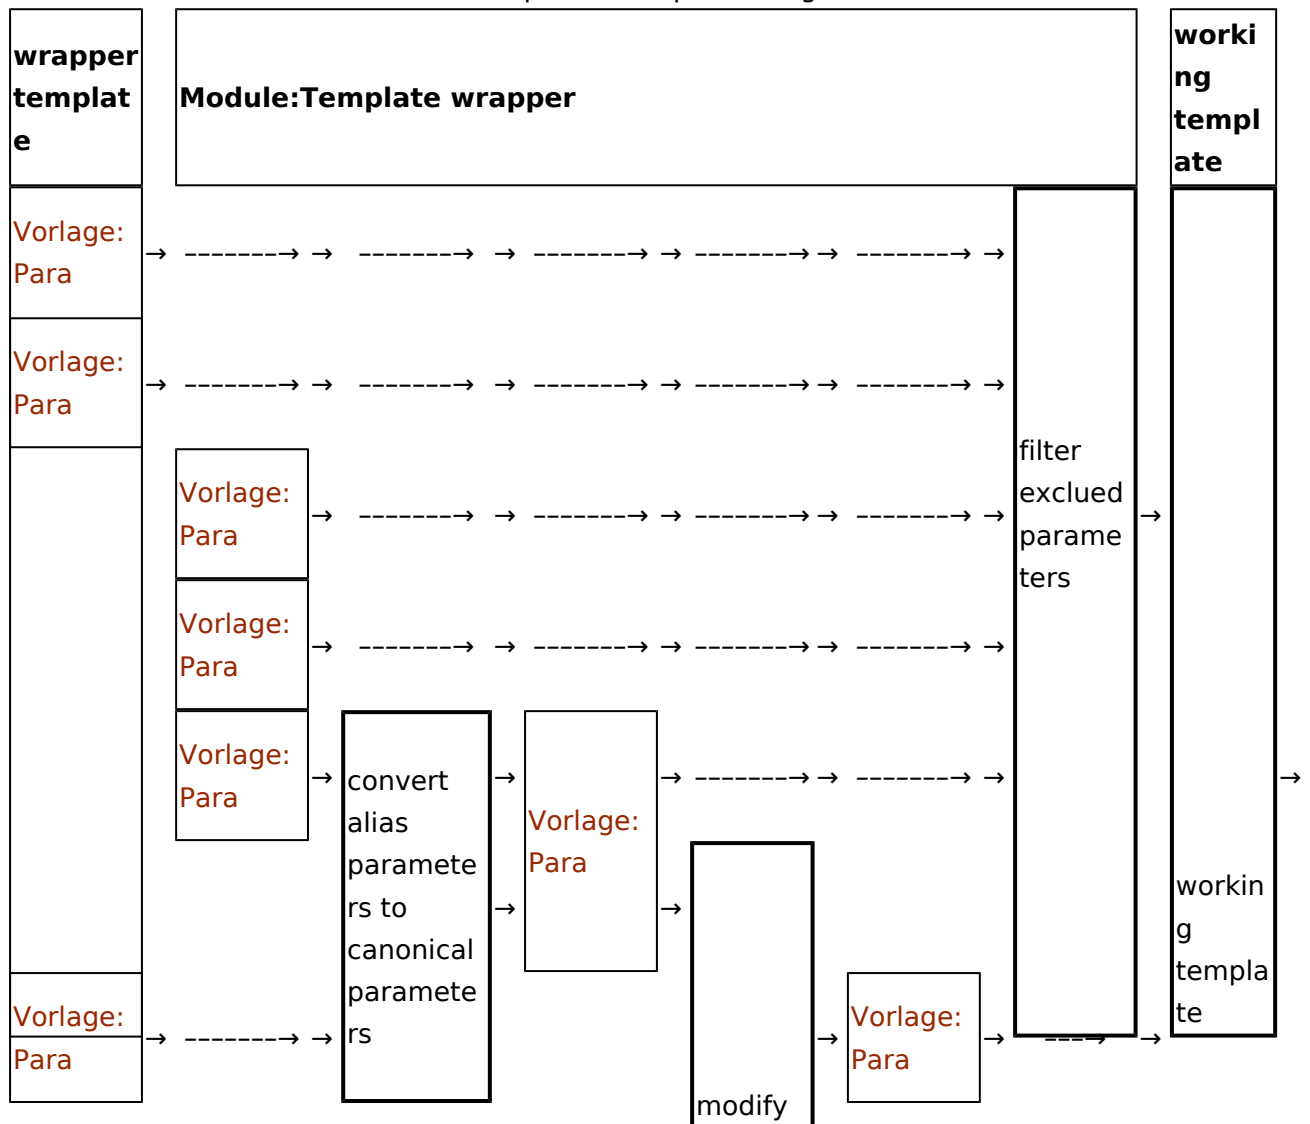 wrapper
templat
e
Module:Template wrapper
worki
ng
templ
ate
Vorlage:
Para
→ -------→ → -------→ → -------→ → -------→ → -------→ →
Vorlage:
Para
→ -------→ → -------→ → -------→ → -------→ → -------→ →
filter
exclued
parame
ters
→
Vorlage:
Para
→ -------→ → -------→ → -------→ → -------→ →
Vorlage:
Para
→ -------→ → -------→ → -------→ → -------→ →
Vorlage:
Para
→
convert
alias
paramete
rs to
canonical
paramete
rs
→
→
Vorlage:
Para
→ -------→ → -------→ →
→
workin
g
templa
te
→
Vorlage:
Para
→ -------→ →
modify
→
Vorlage:
Para
→ ---→ →